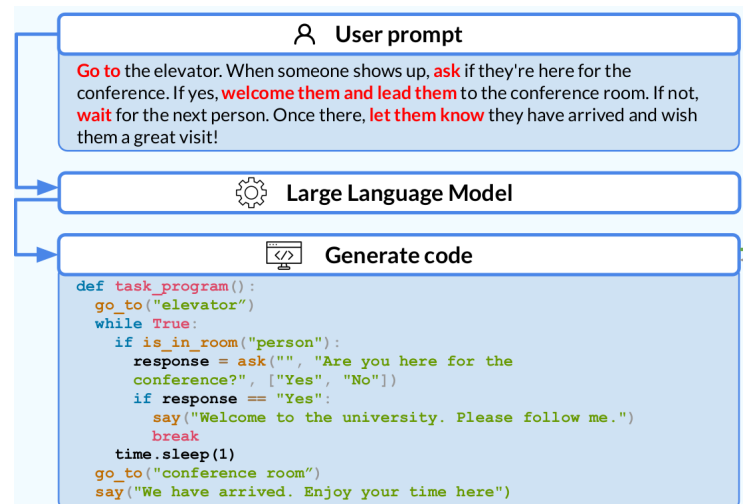 User prompt
Go to the elevator. When someone shows up, ask if they're here for the
conference. If yes, welcome them and lead them to the conference room. If not,
wait for the next person. Once there, let them know they have arrived and wish
them a great visit!
Large Language Model
</>
Generate code
def task_program():
  go_to("elevator”)
  while True:
    if is_in_room("person"):
      response = ask("", "Are you here for the
      conference?", ["Yes", "No"])
      if response == "Yes":
        say("Welcome to the university. Please follow me.")
        break
    time.sleep(1)
  go_to("conference room”)
  say("We have arrived. Enjoy your time here")